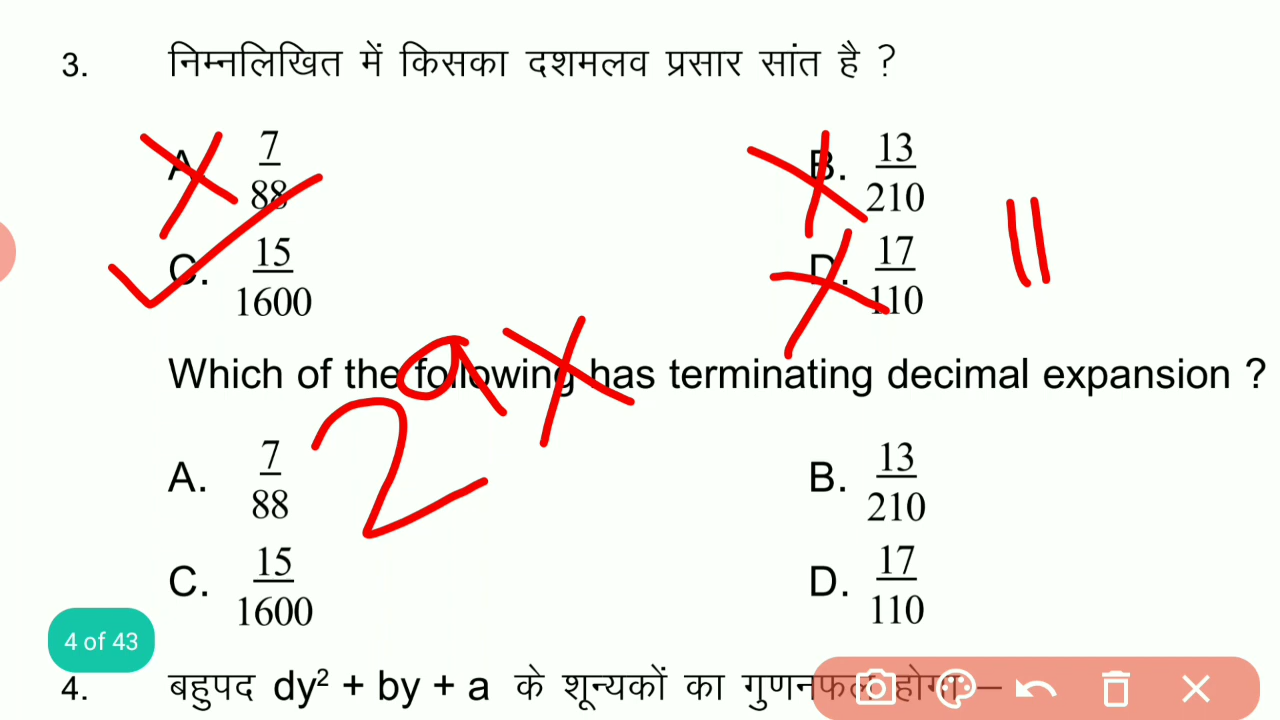 3. निम्नलिखित में किसका दशमलव प्रसार सांत है ?
A. 7/88 B. 13/210
C. 15/1600 D. 17/110
11
Which of the following has terminating decimal expansion ?
2
A. 7/88 B. 13/210
C. 15/1600 D. 17/110
4 of 43
4. बहुपद dy² + by + a के शून्यकों का गुणनफल होगा –